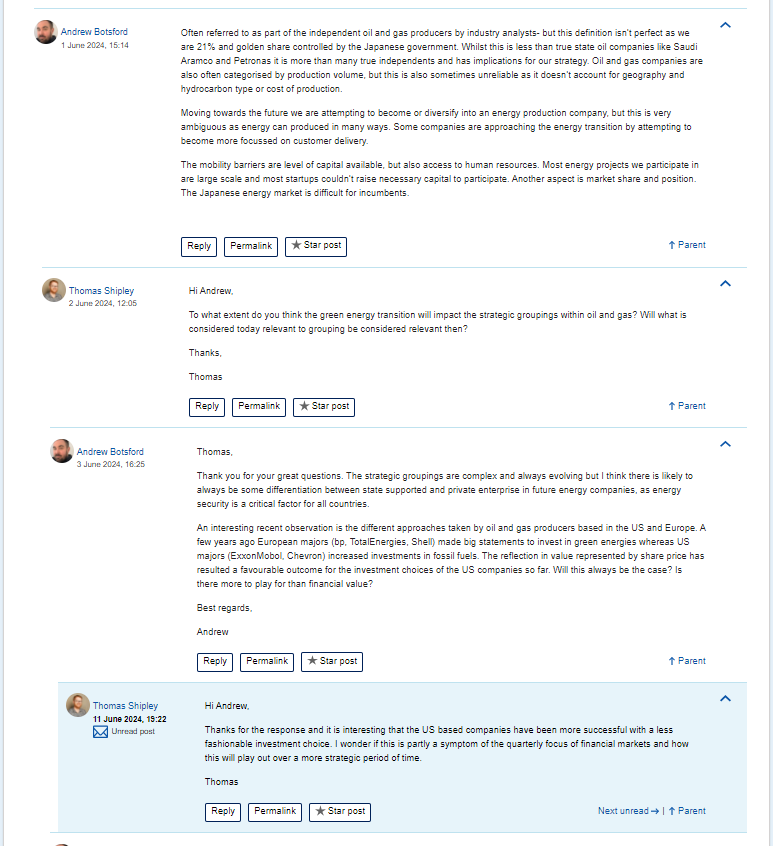 Andrew Botsford
1 June 2024, 15:14
Often referred to as part of the independent oil and gas producers by industry analysts- but this definition isn't perfect as we
are 21% and golden share controlled by the Japanese government. Whilst this is less than true state oil companies like Saudi
Aramco and Petronas it is more than many true independents and has implications for our strategy. Oil and gas companies are
also often categorised by production volume, but this is also sometimes unreliable as it doesn't account for geography and
hydrocarbon type or cost of production.
Moving towards the future we are attempting to become or diversify into an energy production company, but this is very
ambiguous as energy can produced in many ways. Some companies are approaching the energy transition by attempting to
become more focussed on customer delivery.
The mobility barriers are level of capital available, but also access to human resources. Most energy projects we participate in
are large scale and most startups couldn't raise necessary capital to participate. Another aspect is market share and position.
The Japanese energy market is difficult for incumbents.
Reply Permalink ★ Star post ↑ Parent
Thomas Shipley
2 June 2024, 12:05
Hi Andrew,
To what extent do you think the green energy transition will impact the strategic groupings within oil and gas? Will what is
considered today relevant to grouping be considered relevant then?
Thanks,
Thomas
Reply Permalink ★ Star post ↑ Parent
Andrew Botsford
3 June 2024, 16:25
Thomas,
Thank you for your great questions. The strategic groupings are complex and always evolving but I think there is likely to
always be some differentiation between state supported and private enterprise in future energy companies, as energy
security is a critical factor for all countries.
An interesting recent observation is the different approaches taken by oil and gas producers based in the US and Europe. A
few years ago European majors (bp, TotalEnergies, Shell) made big statements to invest in green energies whereas US
majors (ExxonMobol, Chevron) increased investments in fossil fuels. The reflection in value represented by share price has
resulted a favourable outcome for the investment choices of the US companies so far. Will this always be the case? Is
there more to play for than financial value?
Best regards,
Andrew
Reply Permalink ★ Star post ↑ Parent
Thomas Shipley
11 June 2024, 19:22
Unread post
Hi Andrew,
Thanks for the response and it is interesting that the US based companies have been more successful with a less
fashionable investment choice. I wonder if this is partly a symptom of the quarterly focus of financial markets and how
this will play out over a more strategic period of time.
Thomas
Reply Permalink ★ Star post Next unread → | ↑ Parent